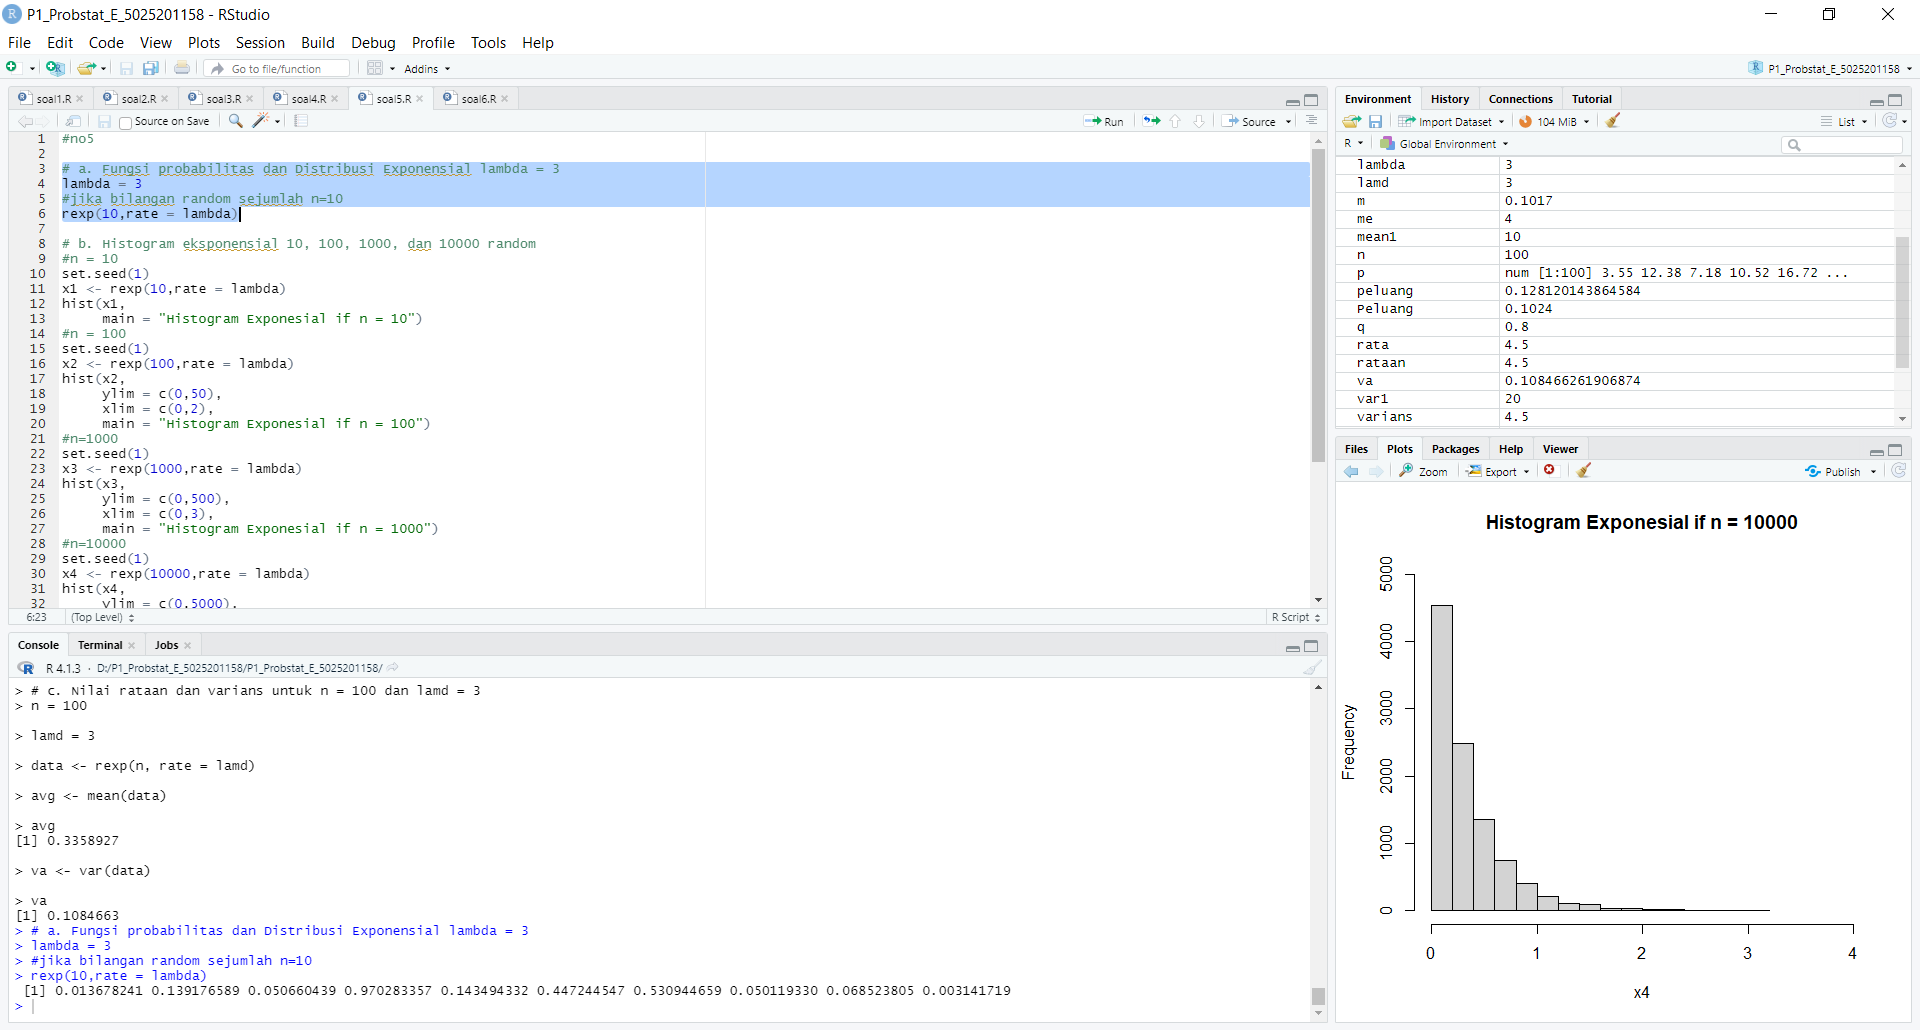 P1_Probstat_E_5025201158 - RStudio
File Edit Code View Plots Session Build Debug Profile Tools Help
Go to file/function Addins P1_Probstat_E_5025201158
soal1.R soal2.R soal3.R soal4.R soal5.R soal6.R
Source on Save Run Source
1 #no5
2
3 # a. Fungsi probabilitas dan Distribusi Exponensial lambda = 3
4 lambda = 3
5 #jika bilangan random sejumlah n=10
6 rexp(10,rate = lambda)
7
8 # b. Histogram eksponensial 10, 100, 1000, dan 10000 random
9 #n = 10
10 set.seed(1)
11 x1 <- rexp(10,rate = lambda)
12 hist(x1,
13 main = "Histogram Exponesial if n = 10")
14 #n = 100
15 set.seed(1)
16 x2 <- rexp(100,rate = lambda)
17 hist(x2,
18 ylim = c(0,50),
19 xlim = c(0,2),
20 main = "Histogram Exponesial if n = 100")
21 #n=1000
22 set.seed(1)
23 x3 <- rexp(1000,rate = lambda)
24 hist(x3,
25 ylim = c(0,500),
26 xlim = c(0,3),
27 main = "Histogram Exponesial if n = 1000")
28 #n=10000
29 set.seed(1)
30 x4 <- rexp(10000,rate = lambda)
31 hist(x4,
32 ylim = c(0,5000),
6:23 (Top Level) R Script
Console Terminal Jobs
R 4.1.3 · D:/P1_Probstat_E_5025201158/P1_Probstat_E_5025201158/
> # c. Nilai rataan dan varians untuk n = 100 dan lamd = 3
> n = 100
> lamd = 3
> data <- rexp(n, rate = lamd)
> avg <- mean(data)
> avg
[1] 0.3358927
> va <- var(data)
> va
[1] 0.1084663
> # a. Fungsi probabilitas dan Distribusi Exponensial lambda = 3
> lambda = 3
> #jika bilangan random sejumlah n=10
> rexp(10,rate = lambda)
[1] 0.013678241 0.139176589 0.050660439 0.970283357 0.143494332 0.447244547 0.530944659 0.050119330 0.068523805 0.003141719
>
Environment History Connections Tutorial
Import Dataset 104 MiB List
R Global Environment
lambda 3
lamd 3
m 0.1017
me 4
mean1 10
n 100
p num [1:100] 3.55 12.38 7.18 10.52 16.72 ...
peluang 0.128120143864584
Peluang 0.1024
q 0.8
rata 4.5
rataan 4.5
va 0.108466261906874
var1 20
varians 4.5
Files Plots Packages Help Viewer
Zoom Export Publish
Histogram Exponesial if n = 10000
Frequency
5000
4000
3000
2000
1000
0
0 1 2 3 4
x4